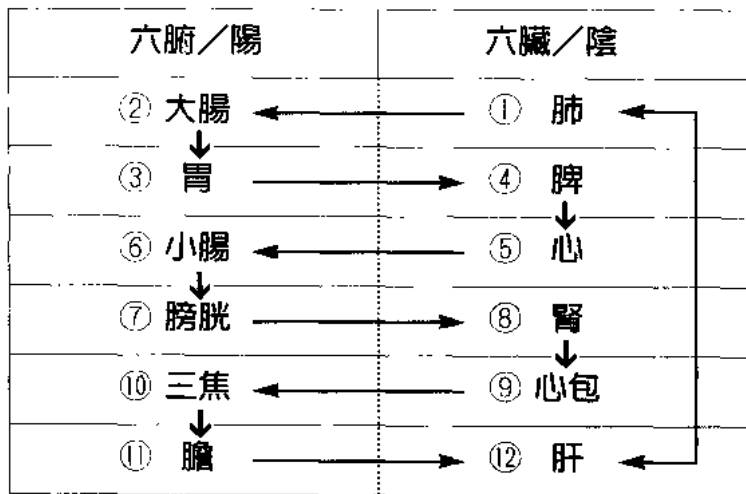 六腑／陽 六臓／陰
② 大腸 ① 肺
③ 胃 ④ 脾
⑥ 小腸 ⑤ 心
⑦ 膀胱 ⑧ 腎
⑩ 三焦 ⑨ 心包
⑪ 膽 ⑫ 肝